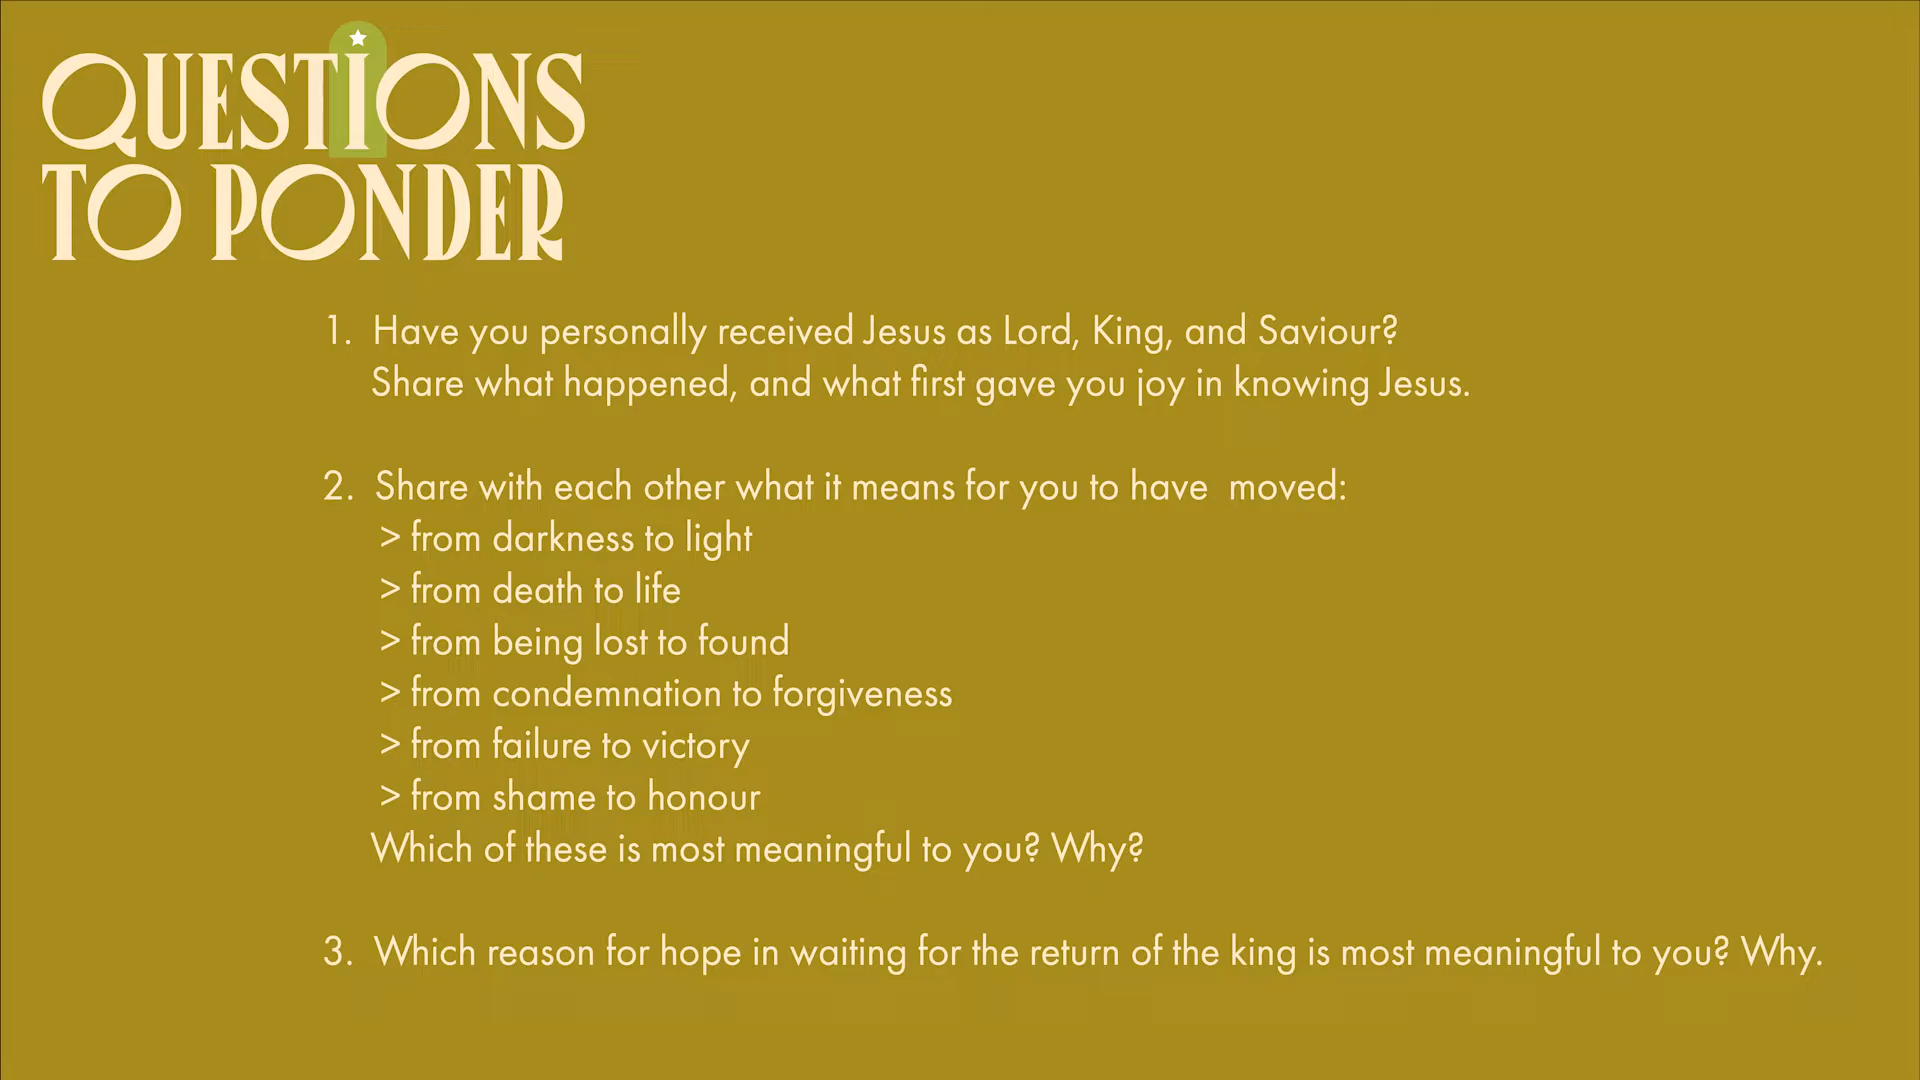 QUESTIONS
TO PONDER
1. Have you personally received Jesus as Lord, King, and Saviour?
Share what happened, and what first gave you joy in knowing Jesus.
2. Share with each other what it means for you to have  moved:
> from darkness to light
> from death to life
> from being lost to found
> from condemnation to forgiveness
> from failure to victory
> from shame to honour
Which of these is most meaningful to you? Why?
3. Which reason for hope in waiting for the return of the king is most meaningful to you? Why.